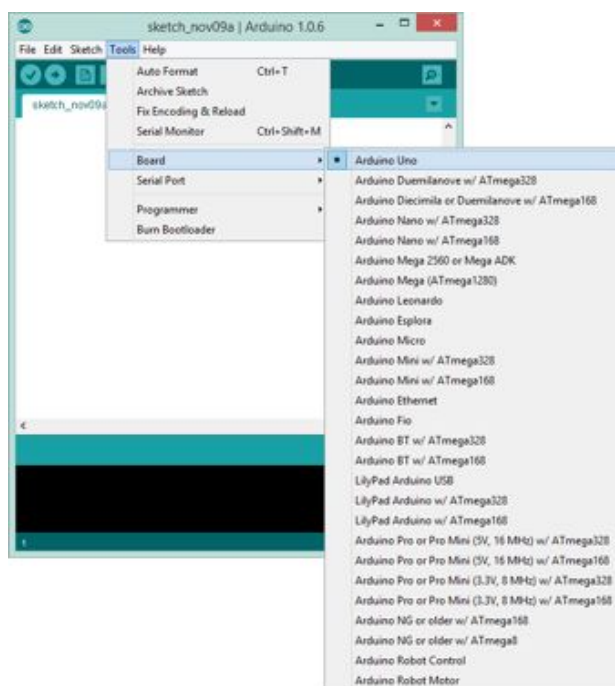 sketch_nov09a | Arduino 1.0.6
File Edit Sketch Tools Help
sketch_nov09a
Auto Format Ctrl+T
Archive Sketch
Fix Encoding & Reload
Serial Monitor Ctrl+Shift+M
Board
Serial Port
Programmer
Burn Bootloader
Arduino Uno
Arduino Duemilanove w/ ATmega328
Arduino Diecimila or Duemilanove w/ ATmega168
Arduino Nano w/ ATmega328
Arduino Nano w/ ATmega168
Arduino Mega 2560 or Mega ADK
Arduino Mega (ATmega1280)
Arduino Leonardo
Arduino Esplora
Arduino Micro
Arduino Mini w/ ATmega328
Arduino Mini w/ ATmega168
Arduino Ethernet
Arduino Fio
Arduino BT w/ ATmega328
Arduino BT w/ ATmega168
LilyPad Arduino USB
LilyPad Arduino w/ ATmega328
LilyPad Arduino w/ ATmega168
Arduino Pro or Pro Mini (5V, 16 MHz) w/ ATmega328
Arduino Pro or Pro Mini (5V, 16 MHz) w/ ATmega168
Arduino Pro or Pro Mini (3.3V, 8 MHz) w/ ATmega328
Arduino Pro or Pro Mini (3.3V, 8 MHz) w/ ATmega168
Arduino NG or older w/ ATmega168
Arduino NG or older w/ ATmega8
Arduino Robot Control
Arduino Robot Motor
1